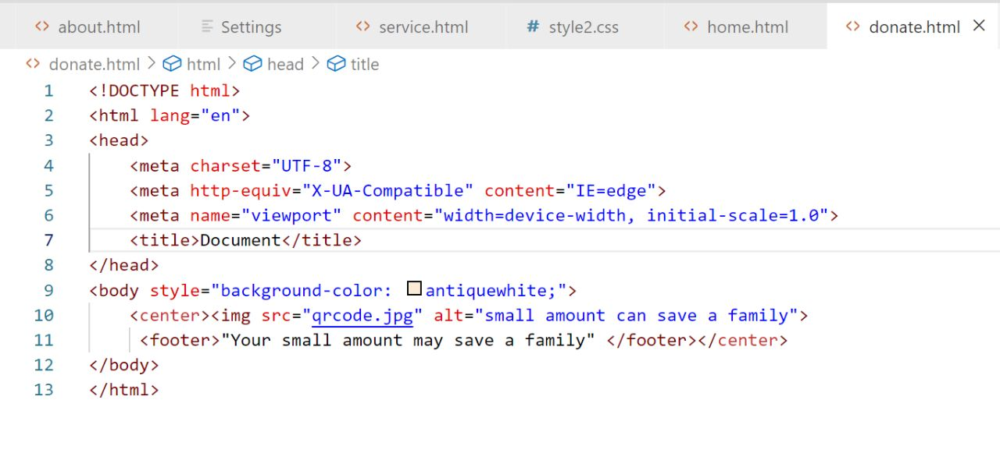 <> about.html Settings <> service.html # style2.css <> home.html <> donate.html ×
<> donate.html > html > head > title
1 <!DOCTYPE html>
2 <html lang="en">
3 <head>
4 <meta charset="UTF-8">
5 <meta http-equiv="X-UA-Compatible" content="IE=edge">
6 <meta name="viewport" content="width=device-width, initial-scale=1.0">
7 <title>Document</title>
8 </head>
9 <body style="background-color: antiquewhite;">
10 <center><img src="qrcode.jpg" alt="small amount can save a family">
11 <footer>"Your small amount may save a family" </footer></center>
12 </body>
13 </html>